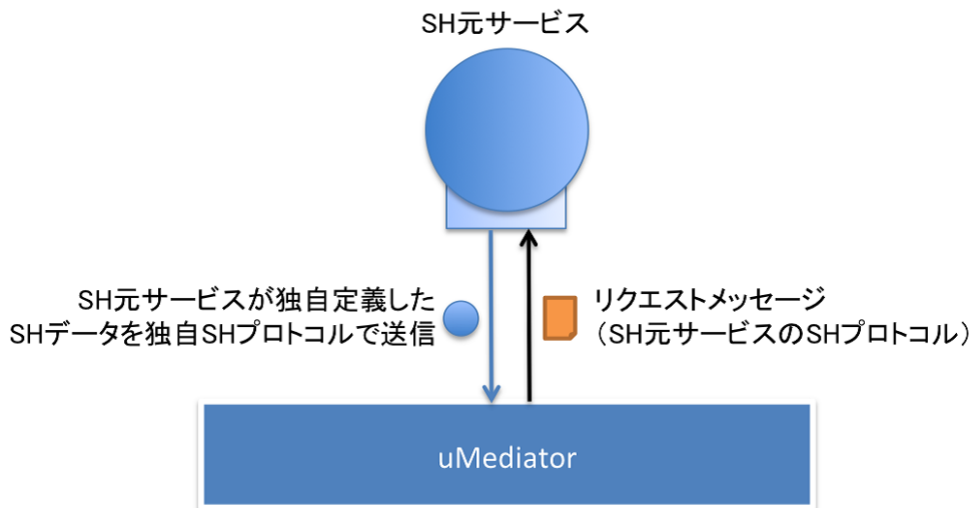 SH元サービス
SH元サービスが独自定義した
SHデータを独自SHプロトコルで送信
リクエストメッセージ
（SH元サービスのSHプロトコル）
uMediator